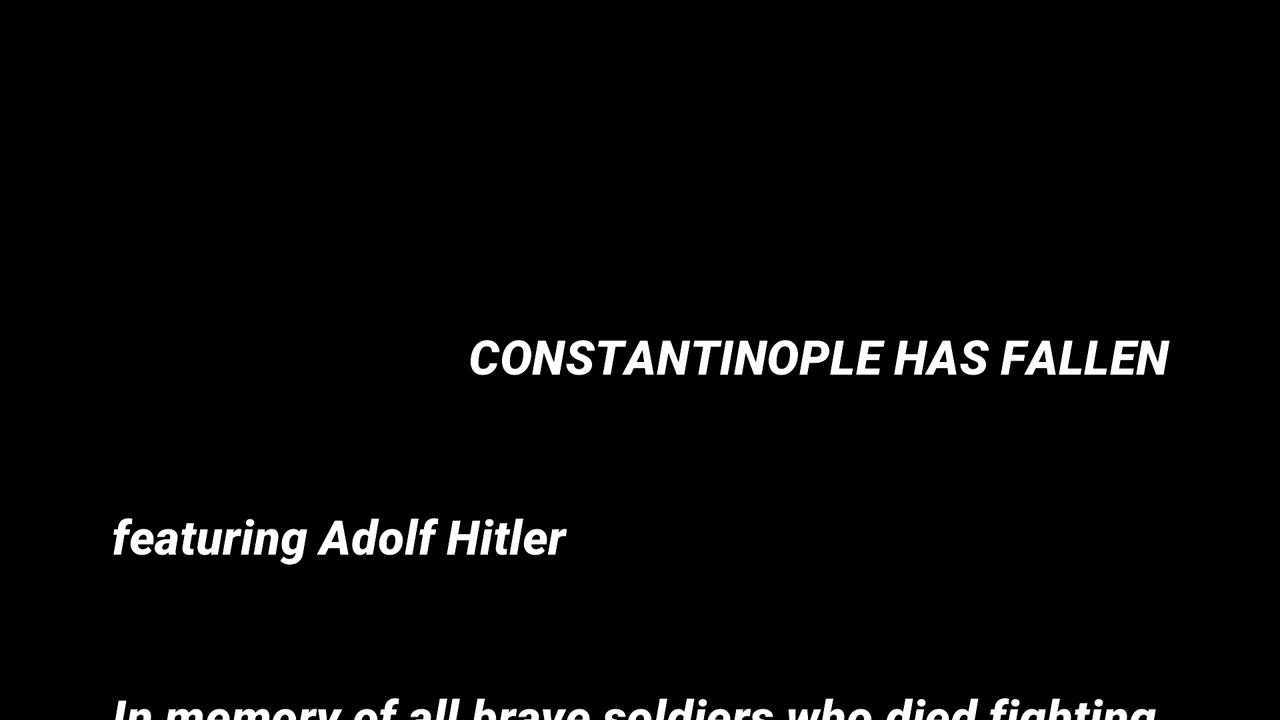 CONSTANTINOPLE HAS FALLEN
featuring Adolf Hitler
In memory of all brave soldiers who died fighting